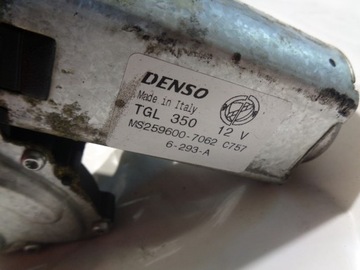 DENSO
Made in Italy
TGL 350 12 V
MS259600-7062 C757
6-293-A